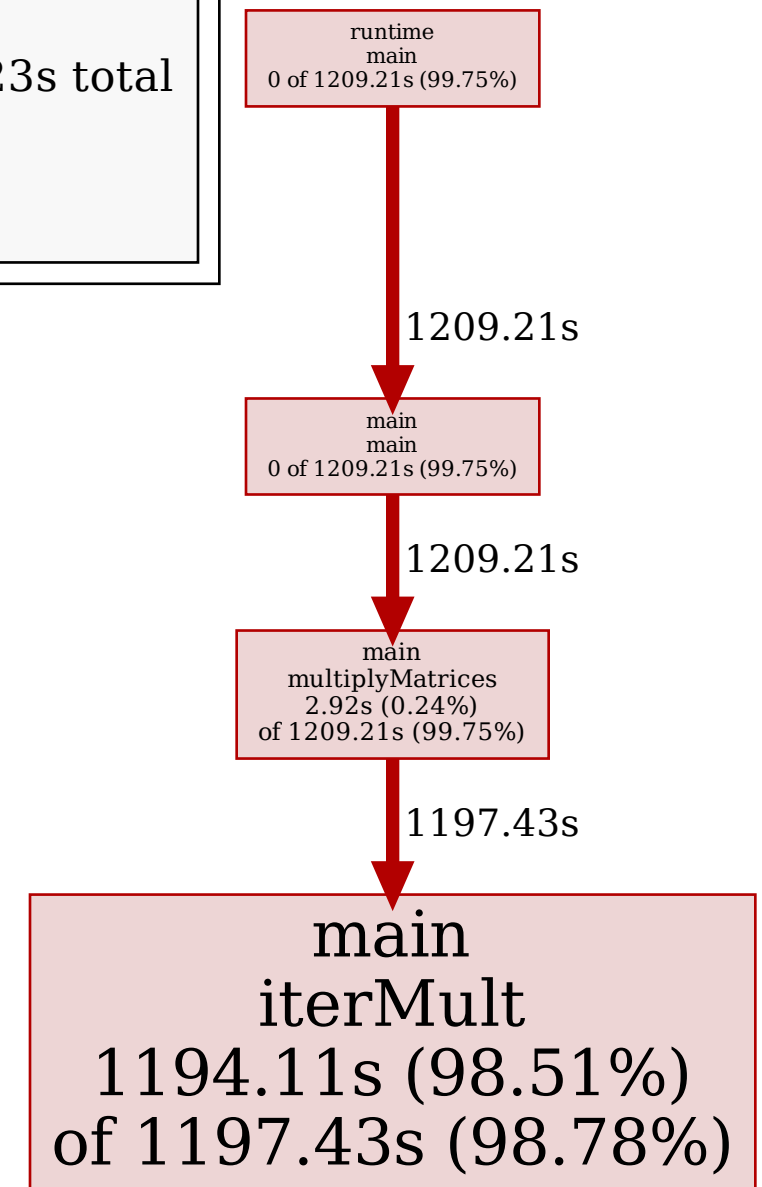 23s total
runtime
main
0 of 1209.21s (99.75%)
1209.21s
main
main
0 of 1209.21s (99.75%)
1209.21s
main
multiplyMatrices
2.92s (0.24%)
of 1209.21s (99.75%)
1197.43s
main
iterMult
1194.11s (98.51%)
of 1197.43s (98.78%)